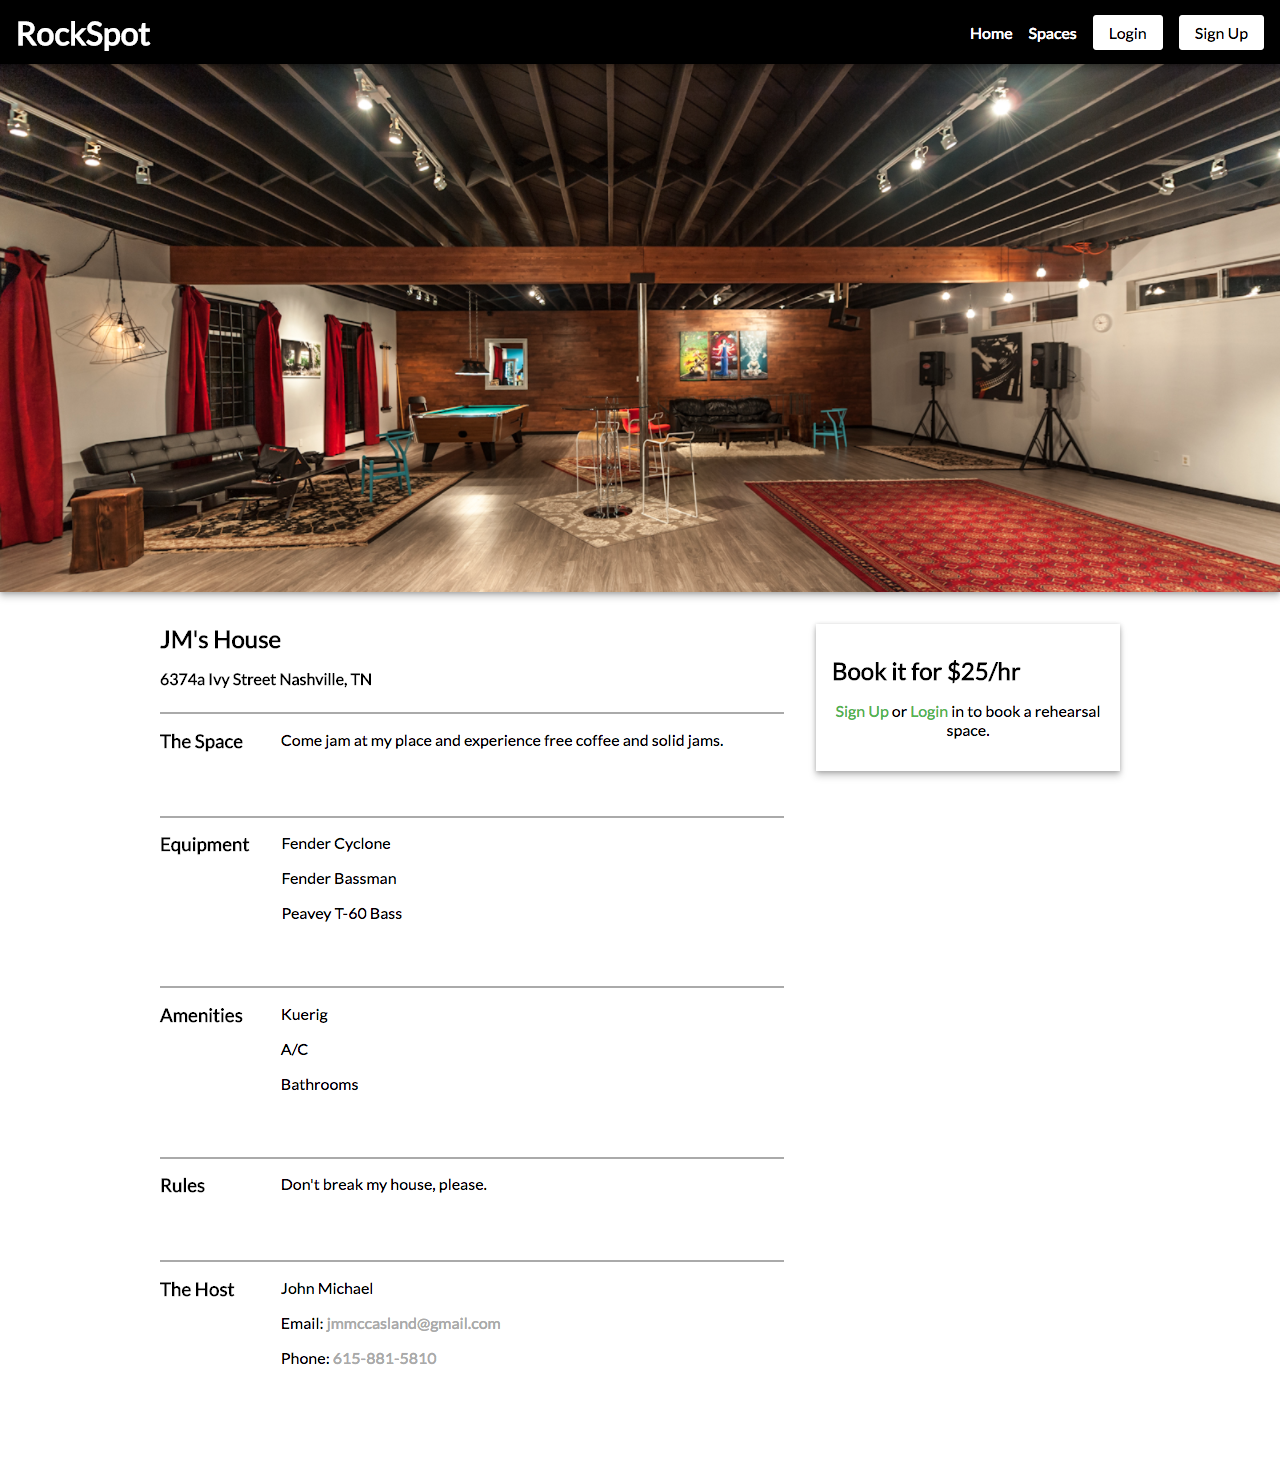 RockSpot
Home Spaces Login Sign Up
JM's House
6374a Ivy Street Nashville, TN
Book it for $25/hr
Sign Up or Login in to book a rehearsal
space.
The Space
Come jam at my place and experience free coffee and solid jams.
Equipment
Fender Cyclone
Fender Bassman
Peavey T-60 Bass
Amenities
Kuerig
A/C
Bathrooms
Rules
Don't break my house, please.
The Host
John Michael
Email: jmmccasland@gmail.com
Phone: 615-881-5810